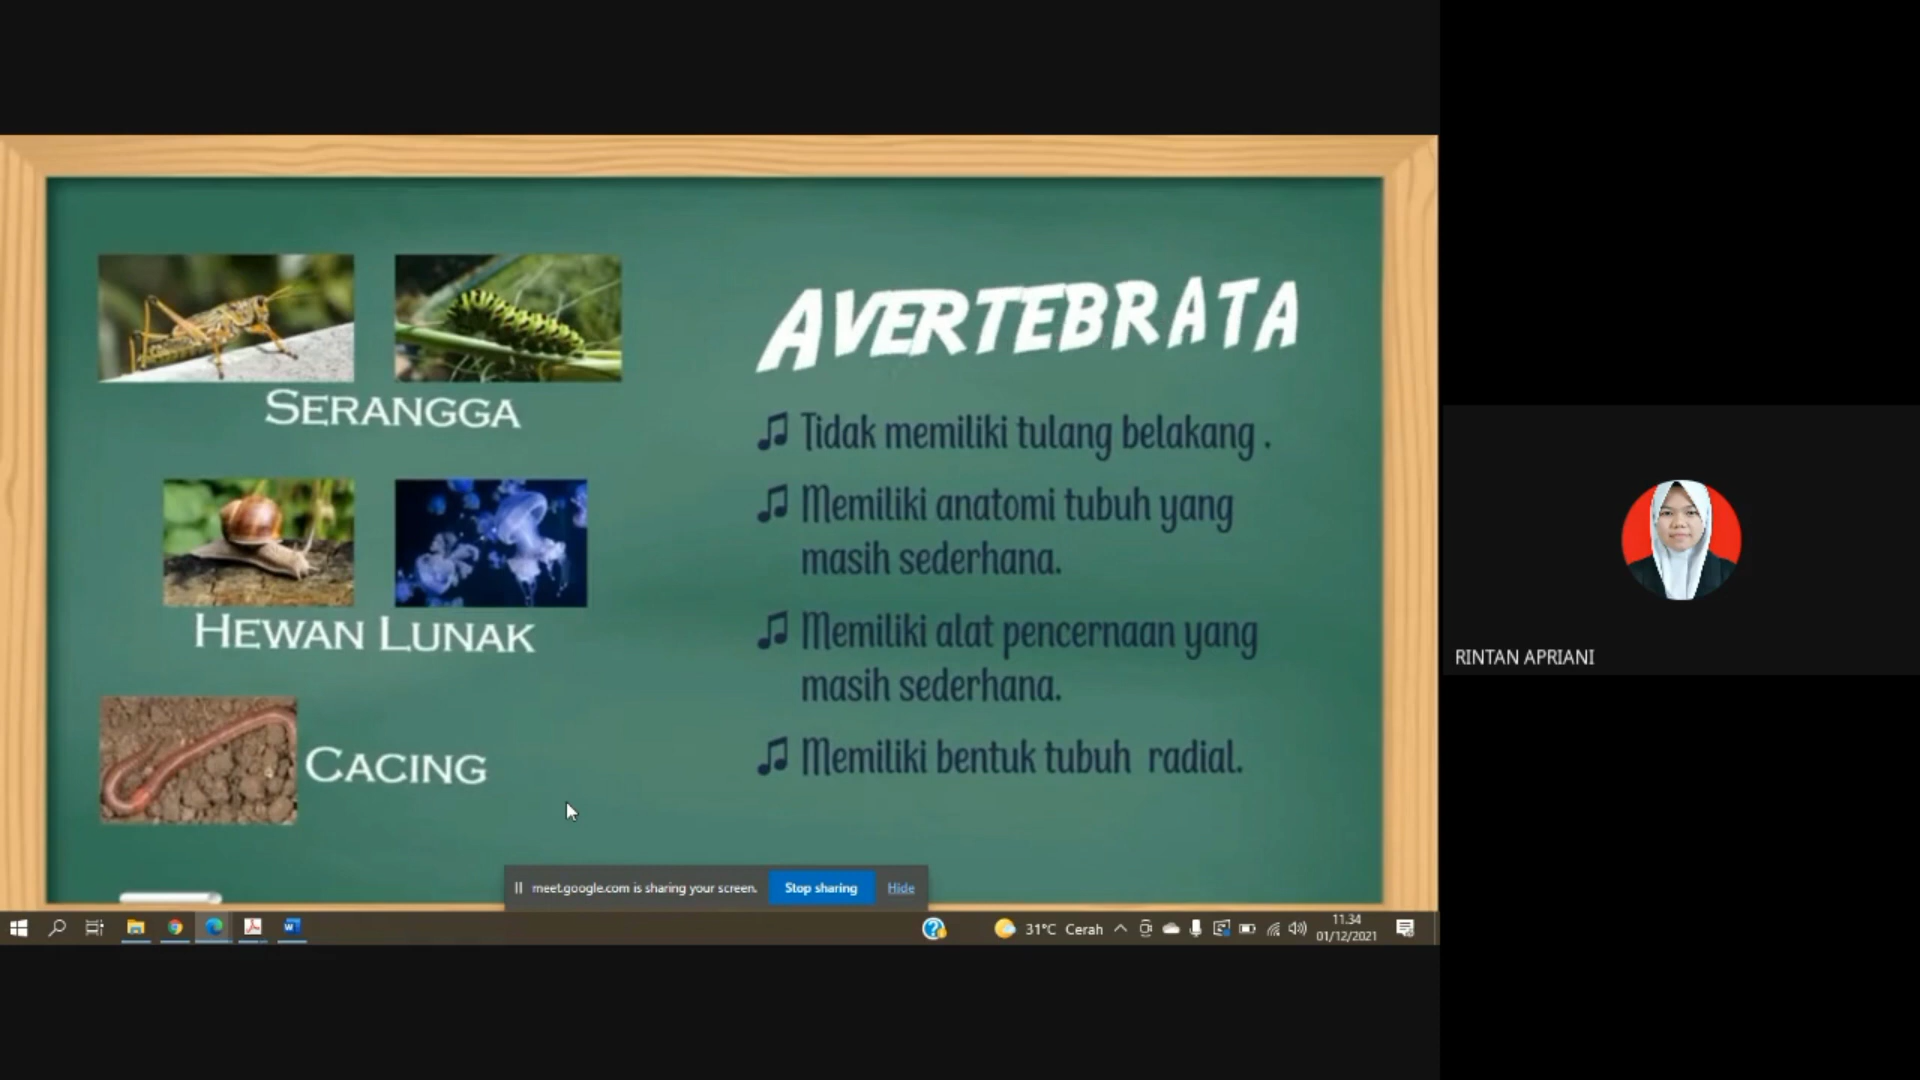 AVERTEBRATA
SERANGGA
HEWAN LUNAK
CACING
Tidak memiliki tulang belakang .
Memiliki anatomi tubuh yang
masih sederhana.
Memiliki alat pencernaan yang
masih sederhana.
Memiliki bentuk tubuh radial.
RINTAN APRIANI
meet.google.com is sharing your screen.
Stop sharing
Hide
31°C Cerah
11.34
01/12/2021